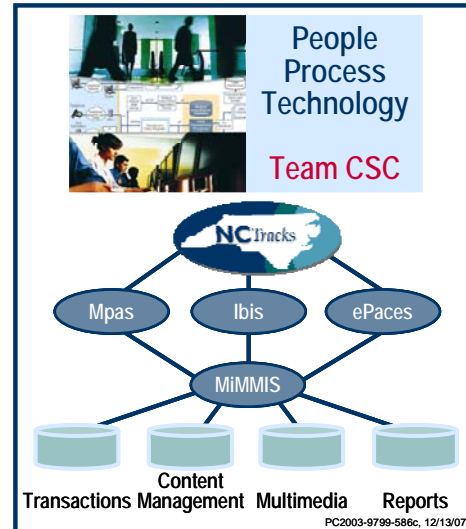 People
Process
Technology
Team CSC
NCTracks
Mpas
Ibis
ePaces
MiMMIS
Transactions
Content
Management
Multimedia
Reports
PC2003-9799-586c, 12/13/07